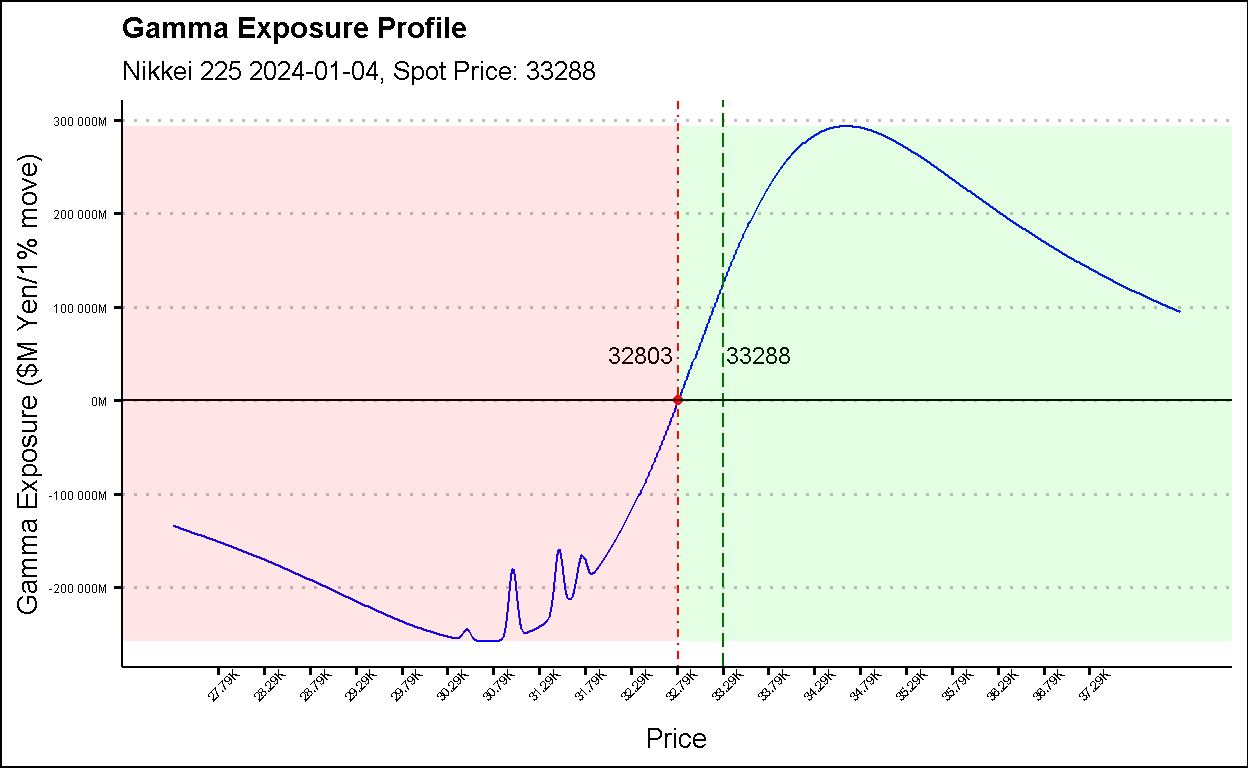 Gamma Exposure Profile
Nikkei 225 2024-01-04, Spot Price: 33288
Gamma Exposure ($M Yen/1% move)
300 000M
200 000M
100 000M
0M
-100 000M
-200 000M
32803
33288
27.79K
28.29K
28.79K
29.29K
29.79K
30.29K
30.79K
31.29K
31.79K
32.29K
32.79K
33.29K
33.79K
34.29K
34.79K
35.29K
35.79K
36.29K
36.79K
37.29K
Price